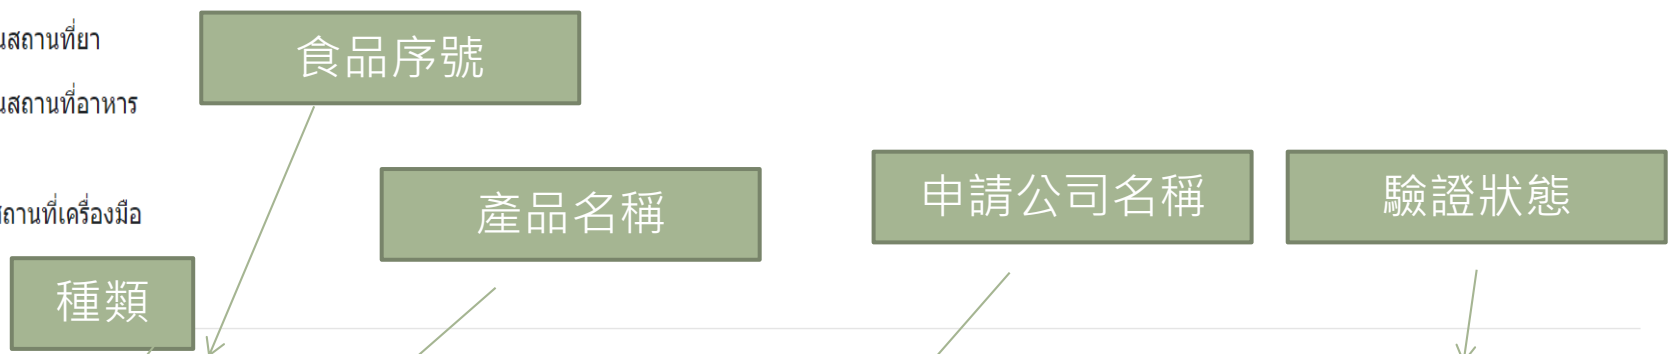 นสถานที่ยา
食品序號
นสถานที่อาหาร
產品名稱
申請公司名稱
驗證狀態
สถานที่เครื่องมือ
種類